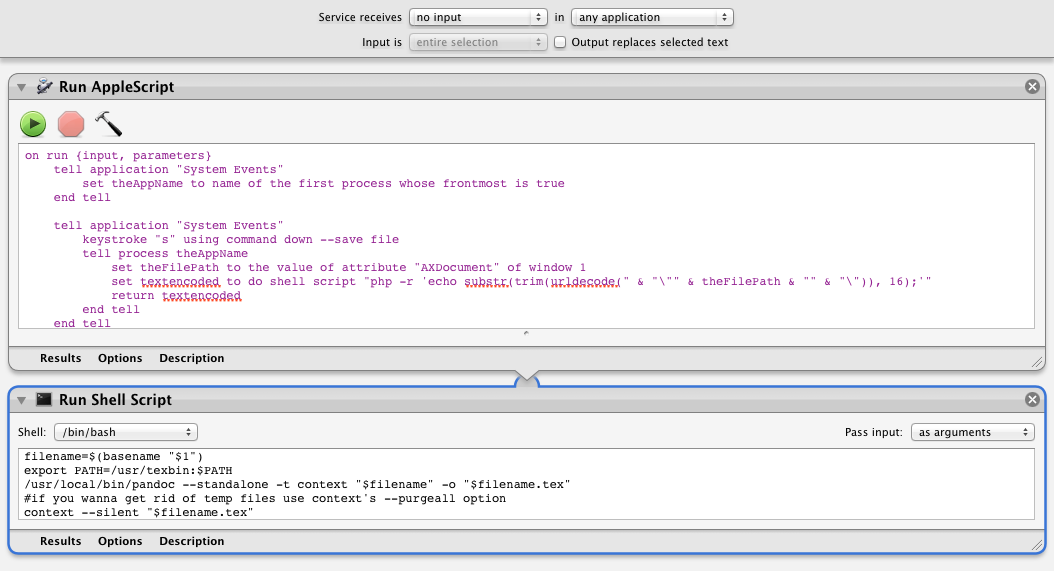 Service receives no input in any application
Input is entire selection Output replaces selected text
Run AppleScript
on run {input, parameters}
tell application "System Events"
set theAppName to name of the first process whose frontmost is true
end tell
tell application "System Events"
keystroke "s" using command down --save file
tell process theAppName
set theFilePath to the value of attribute "AXDocument" of window 1
set textencoded to do shell script "php -r 'echo substr(trim(urldecode(" & "\"" & theFilePath & "" & "\")), 16);'"
return textencoded
end tell
end tell
Results Options Description
Run Shell Script
Shell: /bin/bash Pass input: as arguments
filename=$(basename "$1")
export PATH=/usr/texbin:$PATH
/usr/local/bin/pandoc --standalone -t context "$filename" -o "$filename.tex"
#if you wanna get rid of temp files use context's --purgeall option
context --silent "$filename.tex"
Results Options Description